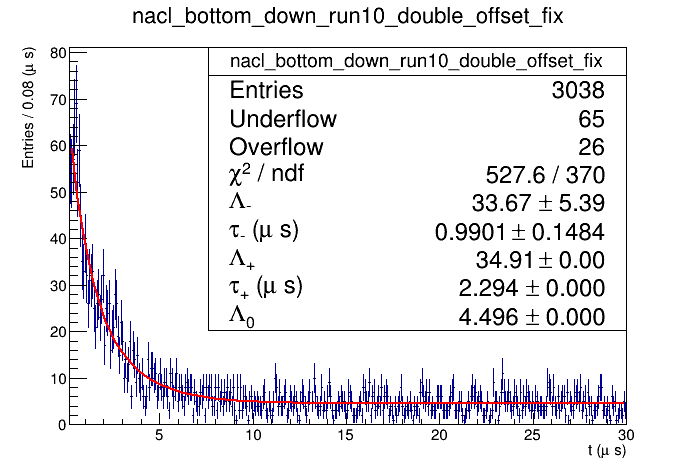 nacl_bottom_down_run10_double_offset_fix
Entries / 0.08 (μ s)
80
70
60
50
40
30
20
10
0
nacl_bottom_down_run10_double_offset_fix
Entries 3038
Underflow 65
Overflow 26
χ² / ndf 527.6 / 370
Λ₋ 33.67 ± 5.39
τ₋ (μ s) 0.9901 ± 0.1484
Λ₊ 34.91 ± 0.00
τ₊ (μ s) 2.294 ± 0.000
Λ₀ 4.496 ± 0.000
5 10 15 20 25 30
t (μ s)